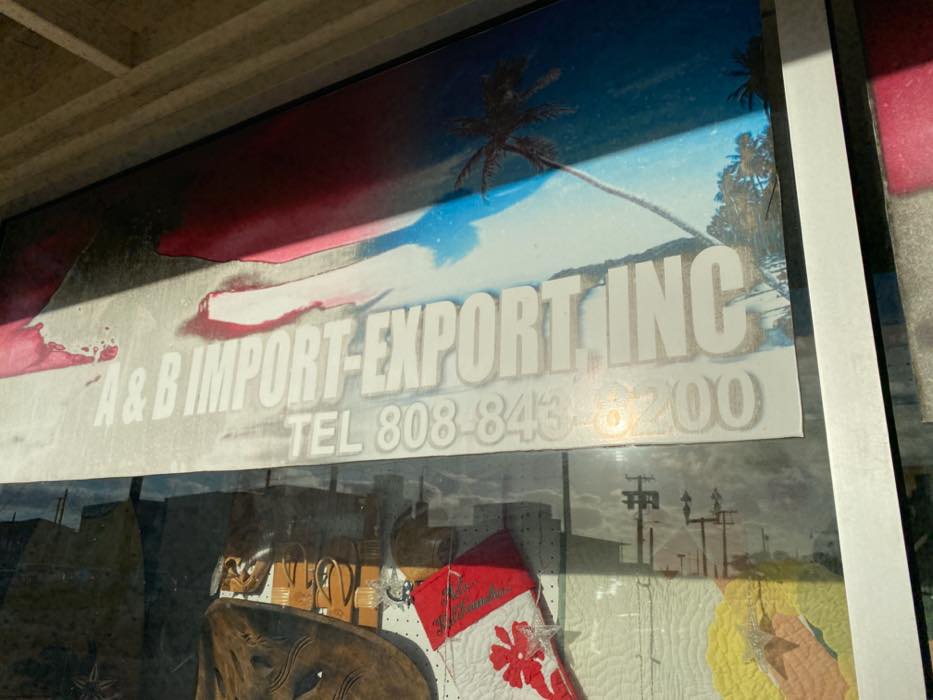 A & B IMPORT-EXPORT, INC
TEL 808-843-8200